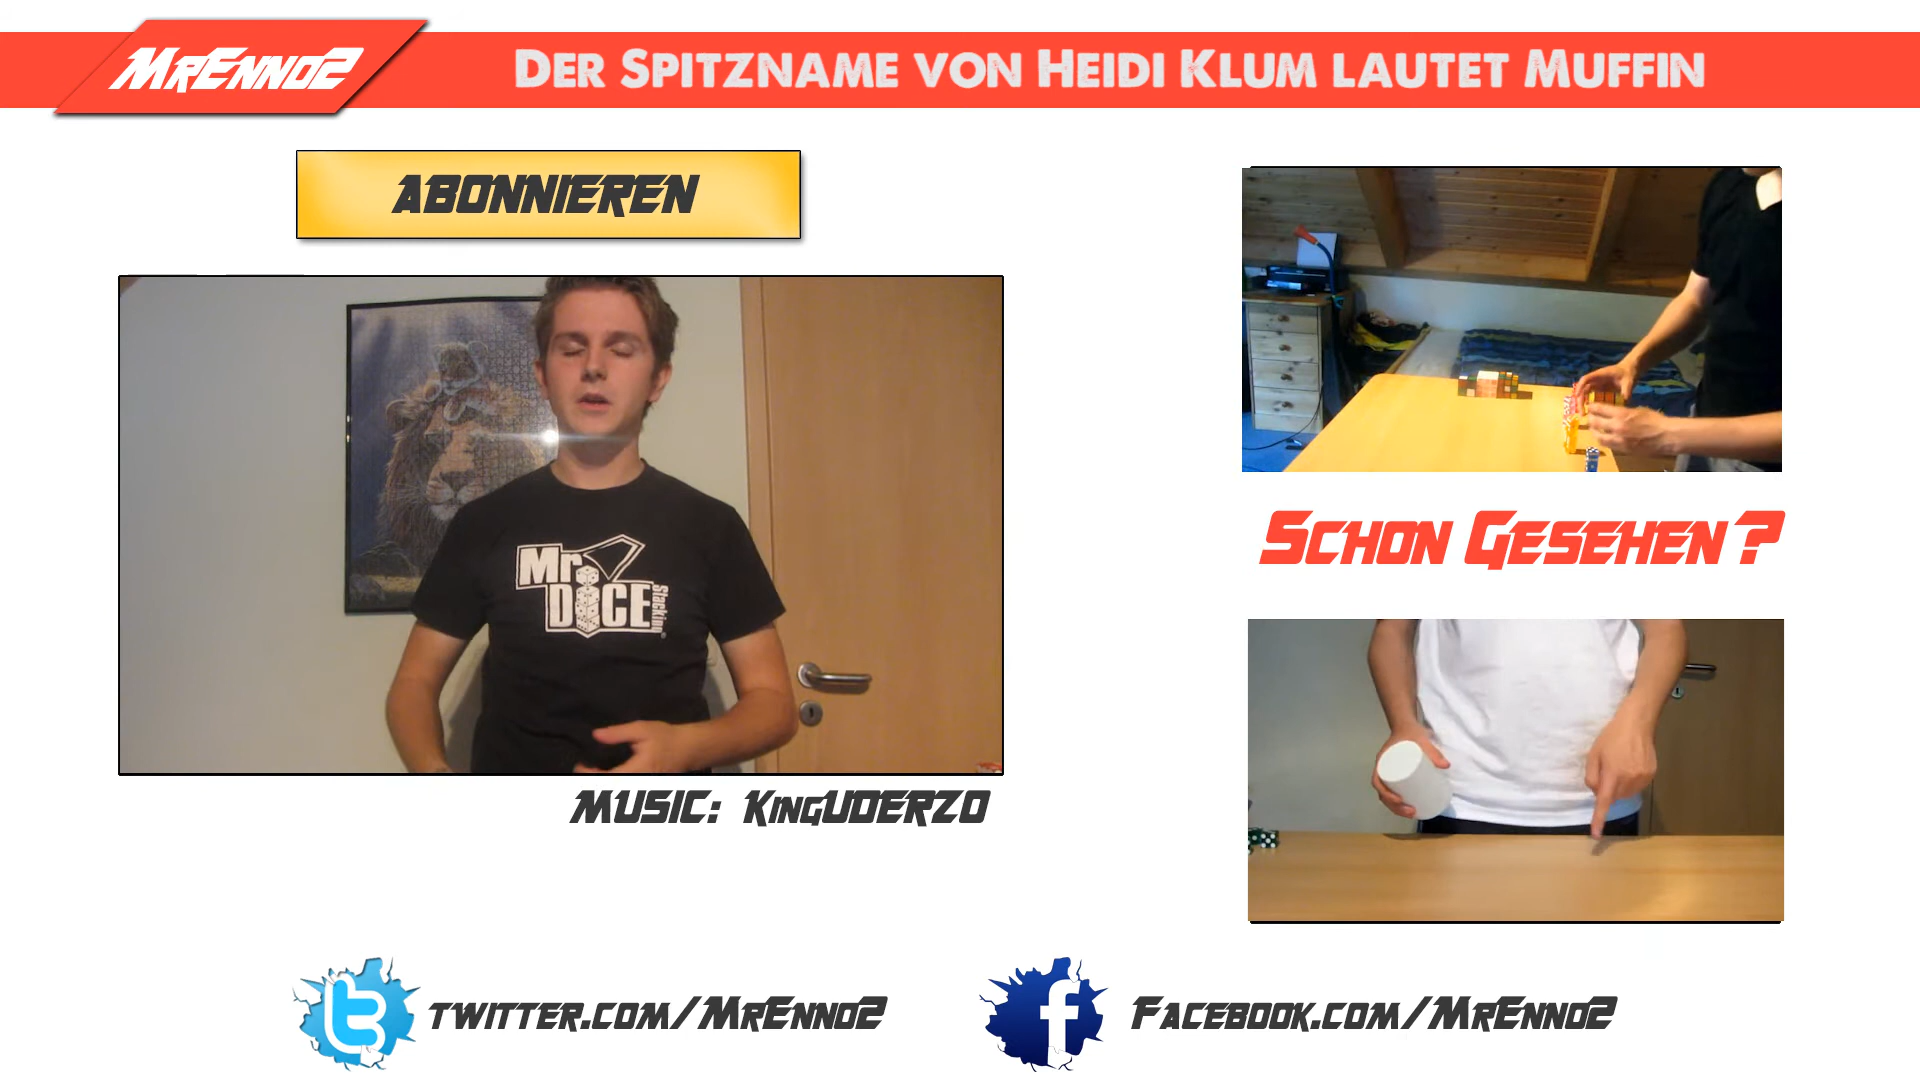 MrEnno2
Der Spitzname von Heidi Klum lautet Muffin
ABONNIEREN
Mr
DICE
Stacking
MUSIC: KingUDERZO
Schon Gesehen?
twitter.com/MrEnno2
Facebook.com/MrEnno2